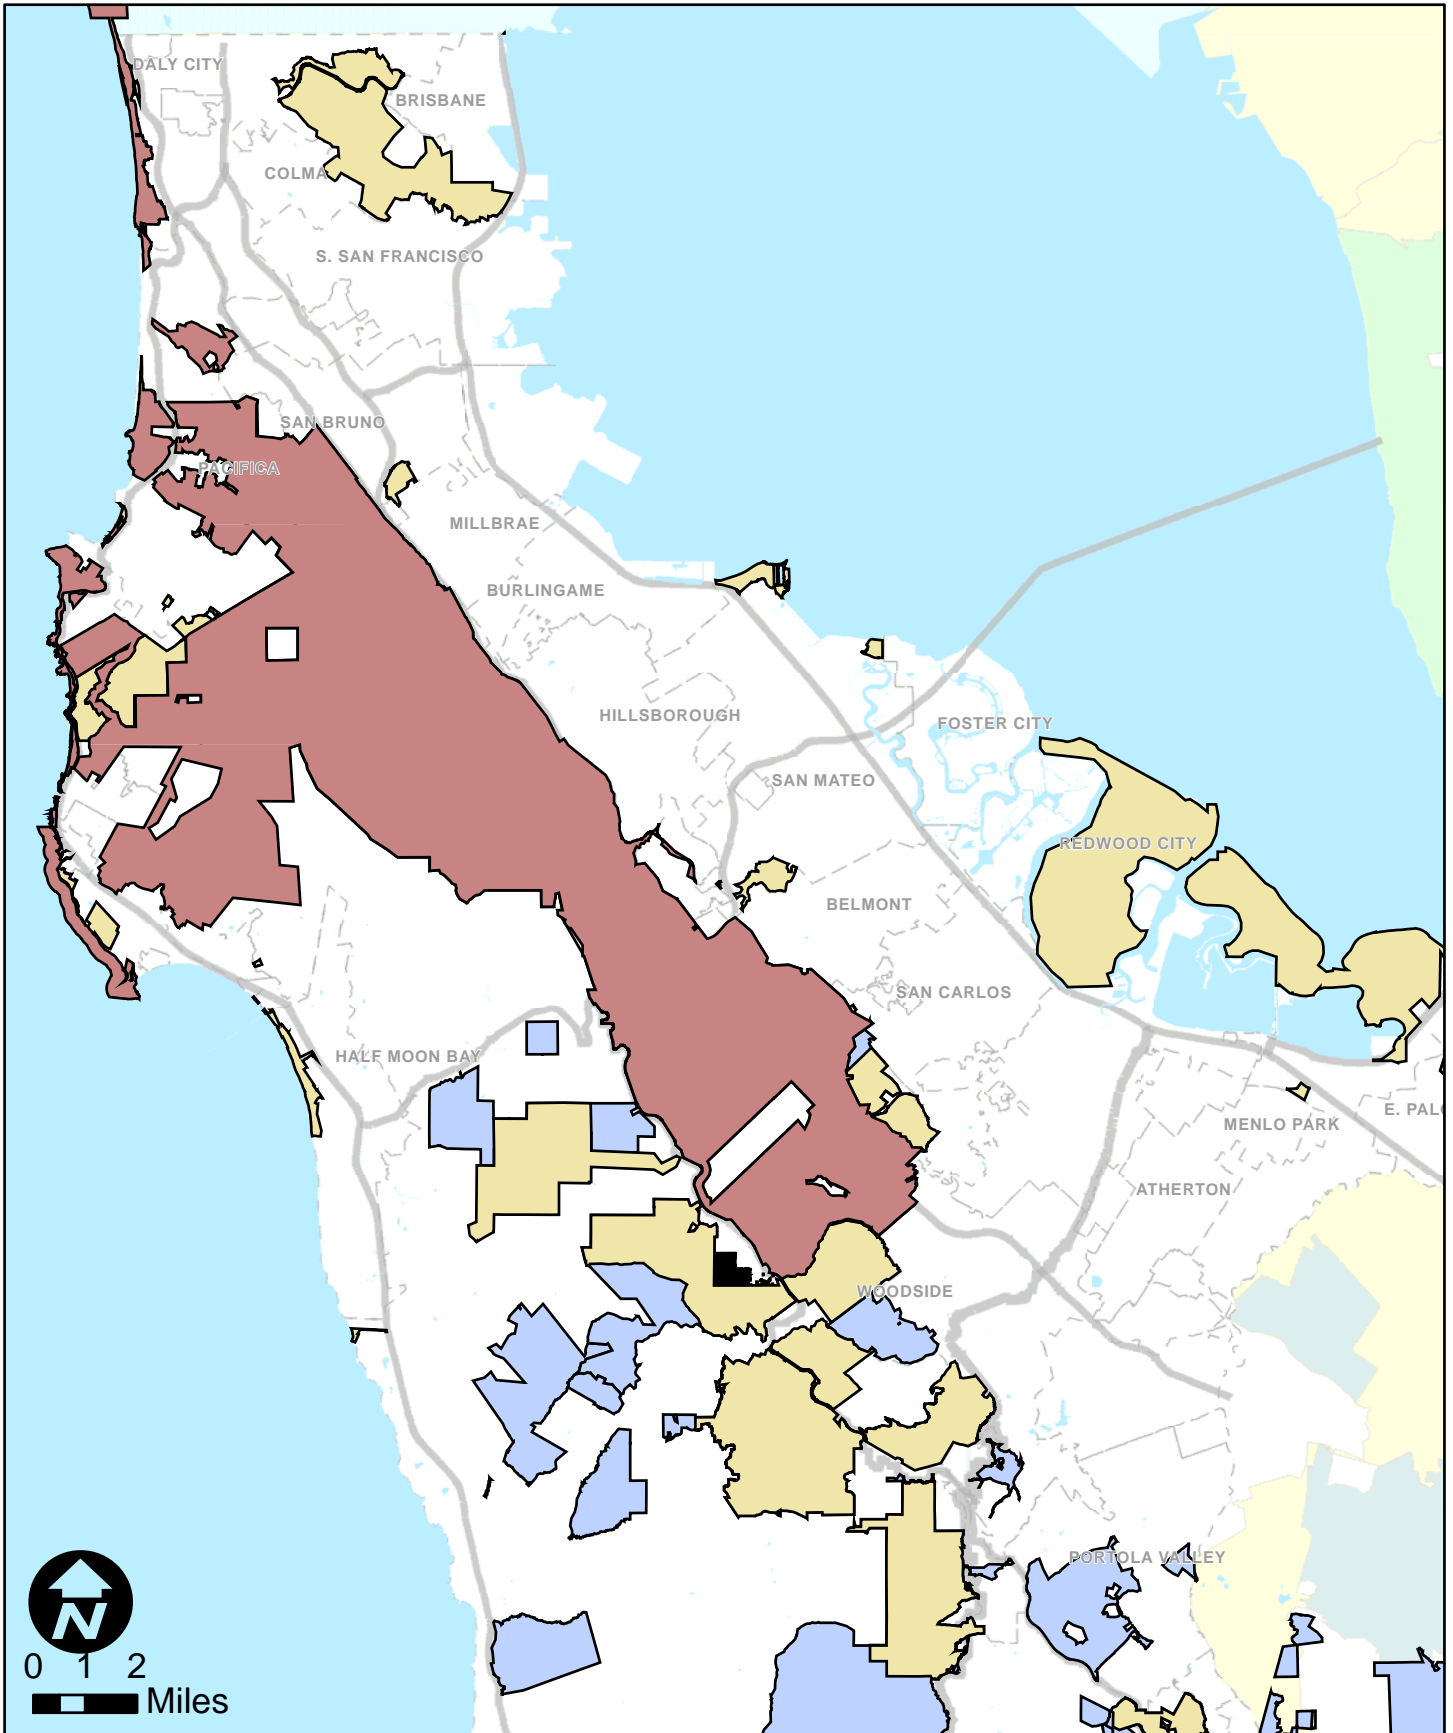 DALY CITY
BRISBANE
COLMA
S. SAN FRANCISCO
SAN BRUNO
PACIFICA
MILLBRAE
BURLINGAME
HILLSBOROUGH
FOSTER CITY
SAN MATEO
REDWOOD CITY
BELMONT
SAN CARLOS
HALF MOON BAY
E. PAL
MENLO PARK
ATHERTON
WOODSIDE
PORTOLA VALLEY
N
0 1 2
Miles